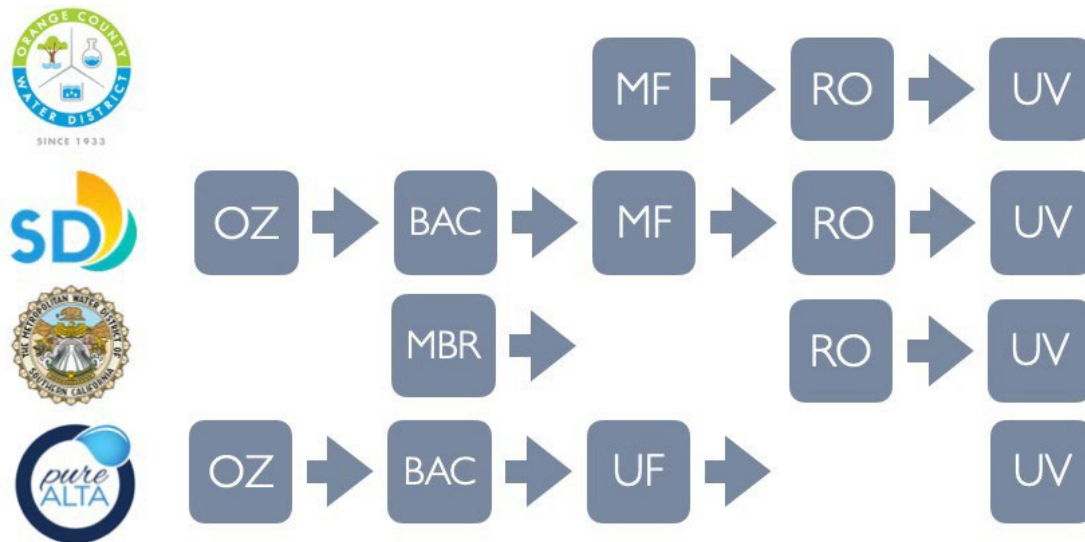 ORANGE COUNTY
WATER DISTRICT
SINCE 1933
MF RO UV
SD
OZ BAC MF RO UV
THE METROPOLITAN WATER DISTRICT OF
SOUTHERN CALIFORNIA
MBR RO UV
pure
ALTA
OZ BAC UF UV